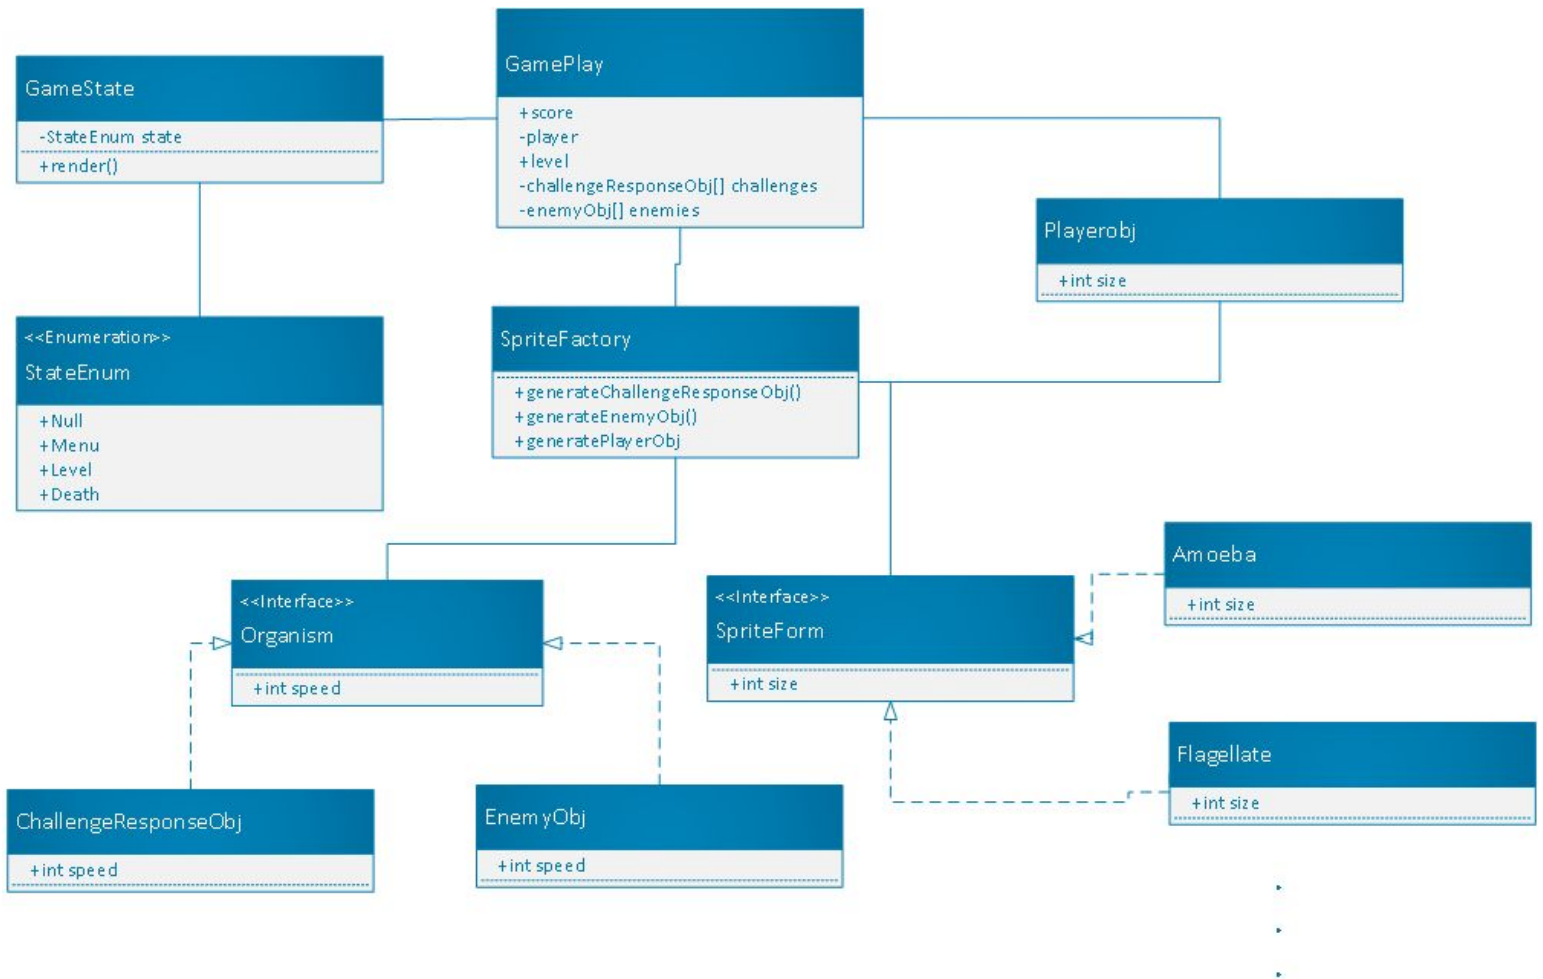 GameState
-StateEnum state
+render()
GamePlay
+score
-player
+level
-challengeResponseObj[] challenges
-enemyObj[] enemies
Playerobj
+int size
<<Enumeration>>
StateEnum
+Null
+Menu
+Level
+Death
SpriteFactory
+generateChallengeResponseObj()
+generateEnemyObj()
+generatePlayerObj
<<Interface>>
Organism
+int speed
<<Interface>>
SpriteForm
+int size
Amoeba
+int size
Flagellate
+int size
ChallengeResponseObj
+int speed
EnemyObj
+int speed